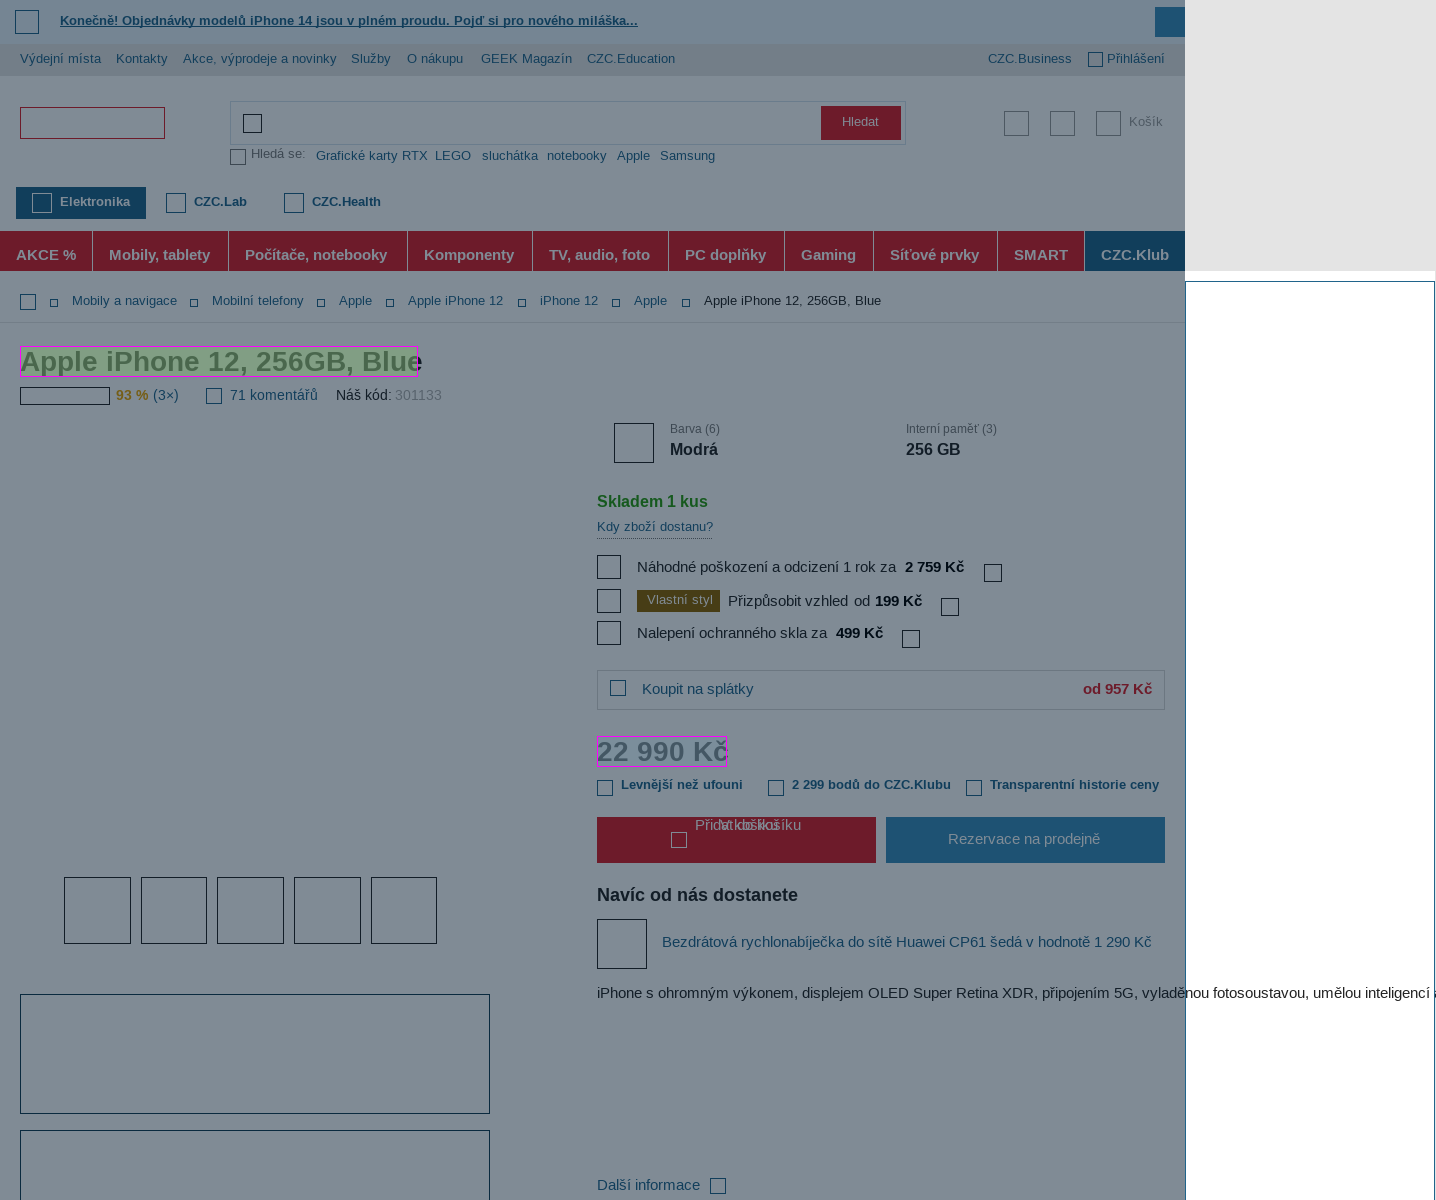 Konečně! Objednávky modelů iPhone 14 jsou v plném proudu. Pojď si pro nového miláška...
Výdejní místa Kontakty Akce, výprodeje a novinky Služby O nákupu GEEK Magazín CZC.Education CZC.Business Přihlášení
Hledat Košík
Hledá se: Grafické karty RTX LEGO sluchátka notebooky Apple Samsung
Elektronika CZC.Lab CZC.Health
AKCE % Mobily, tablety Počítače, notebooky Komponenty TV, audio, foto PC doplňky Gaming Síťové prvky SMART CZC.Klub
Mobily a navigace Mobilní telefony Apple Apple iPhone 12 iPhone 12 Apple Apple iPhone 12, 256GB, Blue
Apple iPhone 12, 256GB, Blue
93 % (3×) 71 komentářů Náš kód: 301133
Barva (6) Interní paměť (3)
Modrá 256 GB
Skladem 1 kus
Kdy zboží dostanu?
Náhodné poškození a odcizení 1 rok za 2 759 Kč
Vlastní styl Přizpůsobit vzhled od 199 Kč
Nalepení ochranného skla za 499 Kč
Koupit na splátky od 957 Kč
22 990 Kč
Levnější než ufouni 2 299 bodů do CZC.Klubu Transparentní historie ceny
Přidat do košíku V košíku
Rezervace na prodejně
Navíc od nás dostanete
Bezdrátová rychlonabíječka do sítě Huawei CP61 šedá v hodnotě 1 290 Kč
iPhone s ohromným výkonem, displejem OLED Super Retina XDR, připojením 5G, vyladěnou fotosoustavou, umělou inteligencí
Další informace